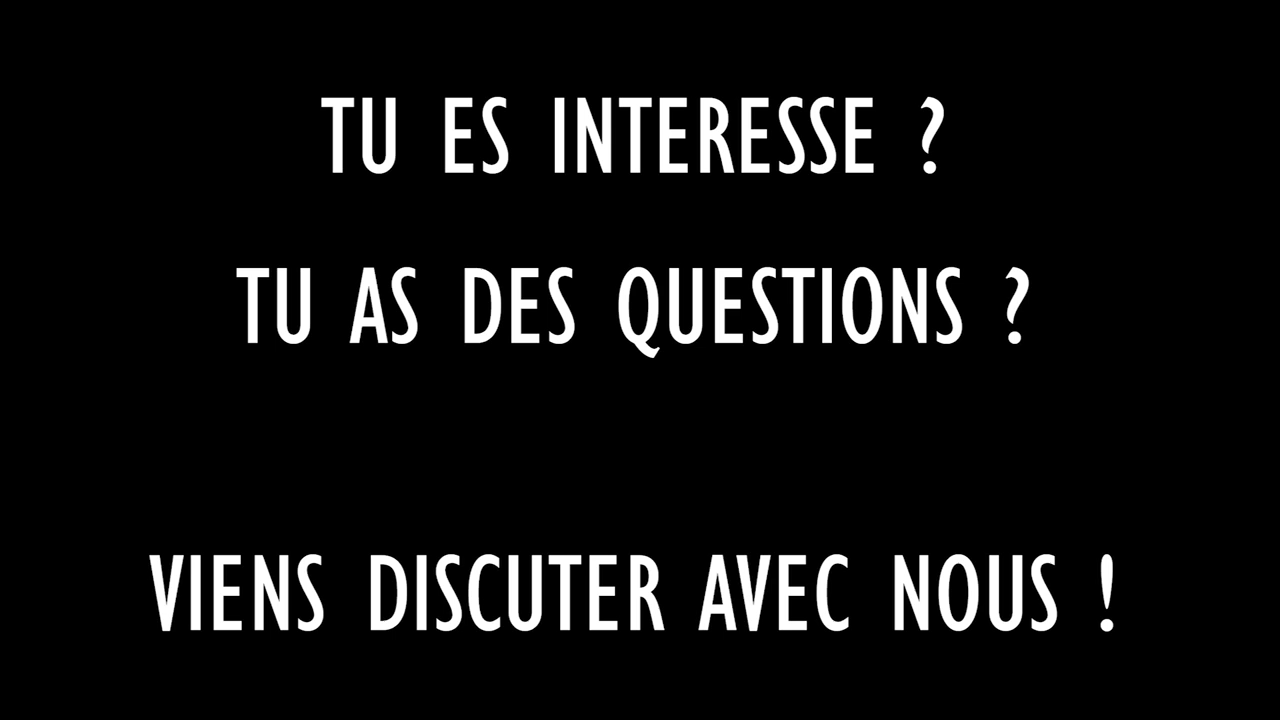 TU ES INTERESSE ?
TU AS DES QUESTIONS ?
VIENS DISCUTER AVEC NOUS !